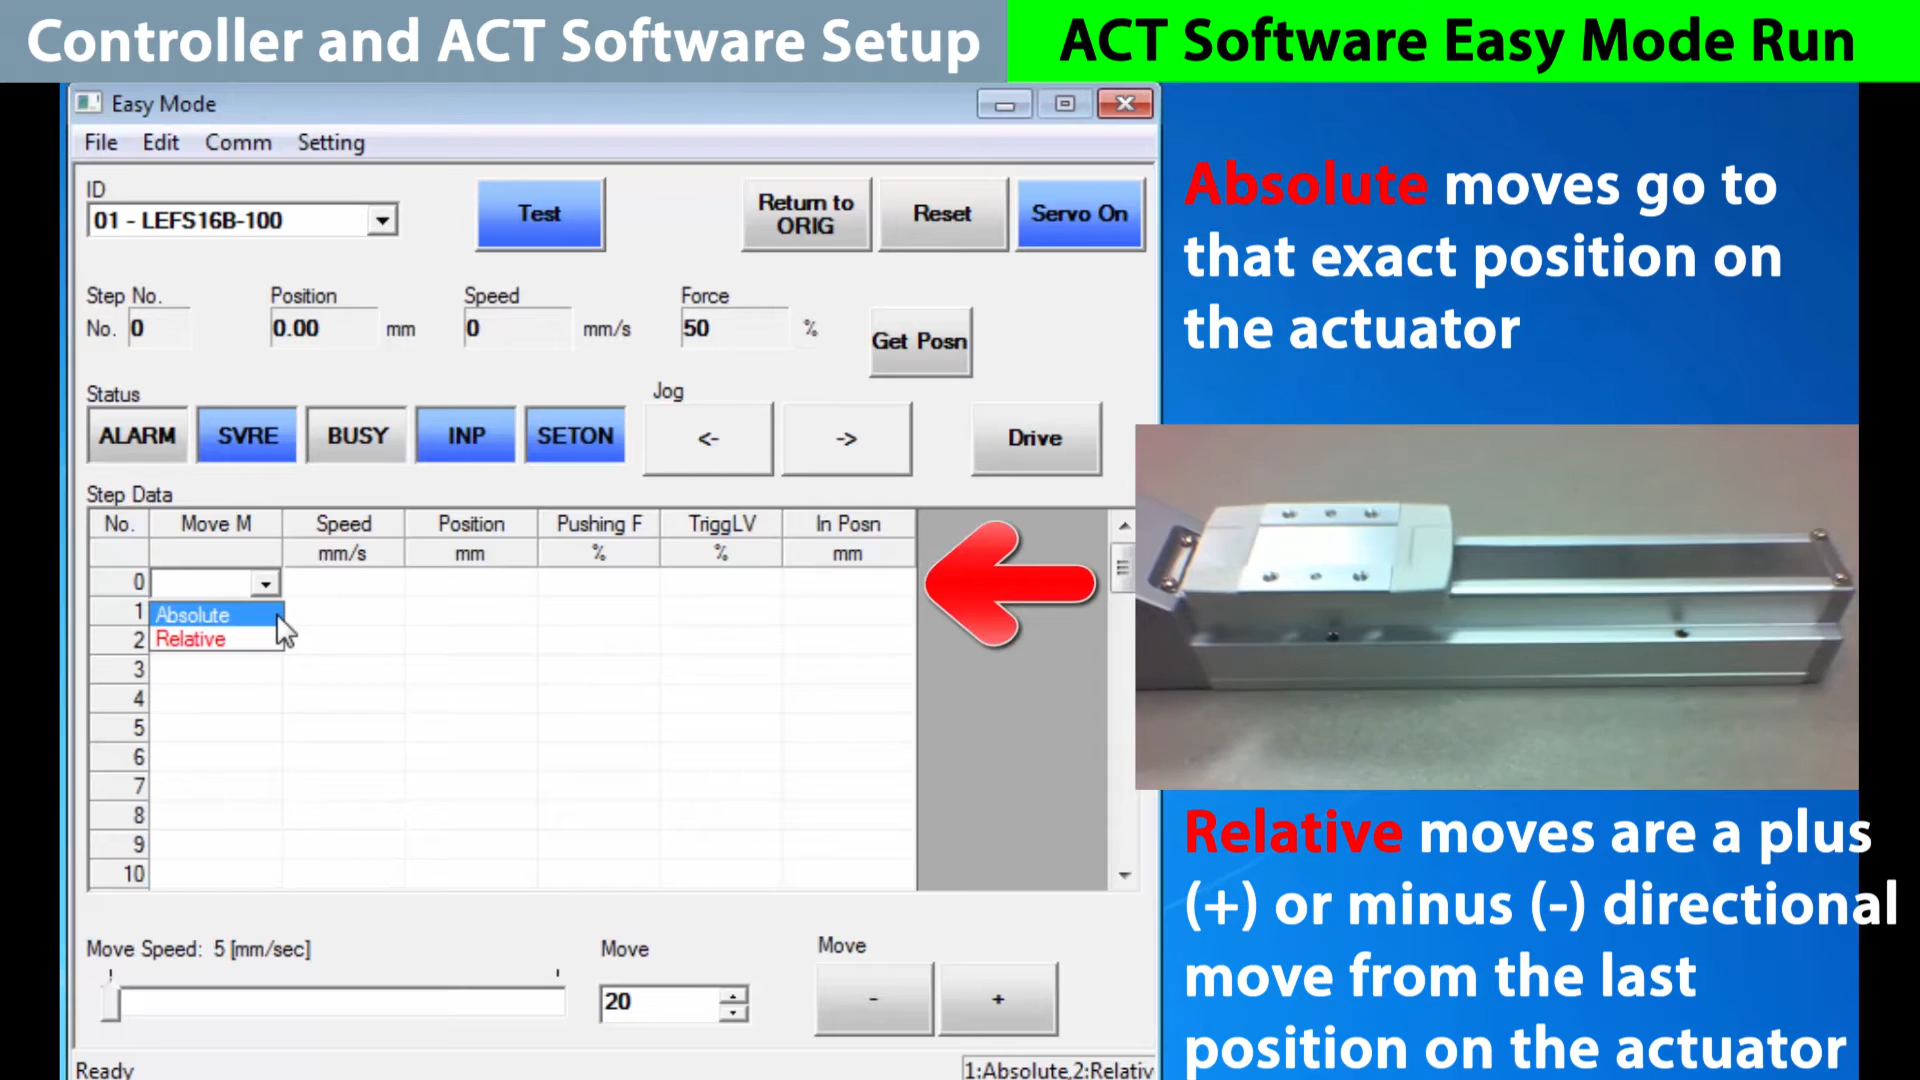 Controller and ACT Software Setup
ACT Software Easy Mode Run
Easy Mode
File Edit Comm Setting
ID
01 - LEFS16B-100
Test
Return to
ORIG
Reset
Servo On
Step No. Position Speed Force
No. 0 0.00 mm 0 mm/s 50 %
Get Posn
Status
Jog
ALARM SVRE BUSY INP SETON <- -> Drive
Step Data
No. Move M Speed Position Pushing F TriggLV In Posn
mm/s mm % % mm
0
1 Absolute
2 Relative
3
4
5
6
7
8
9
10
Move Speed: 5 [mm/sec] Move Move
20 - +
Ready 1:Absolute,2:Relativ
Absolute moves go to
that exact position on
the actuator
Relative moves are a plus
(+) or minus (-) directional
move from the last
position on the actuator